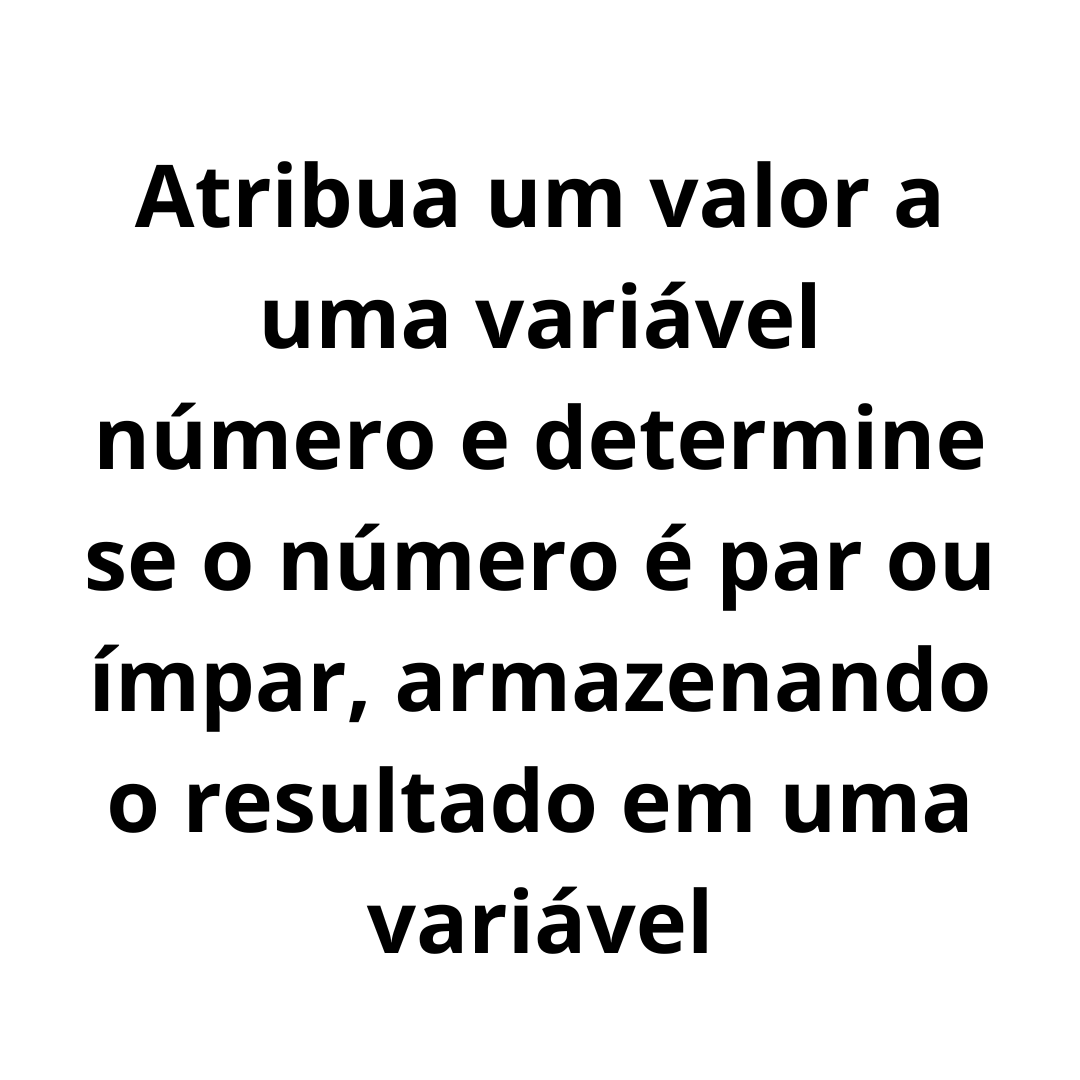 Atribua um valor a
uma variável
número e determine
se o número é par ou
ímpar, armazenando
o resultado em uma
variável